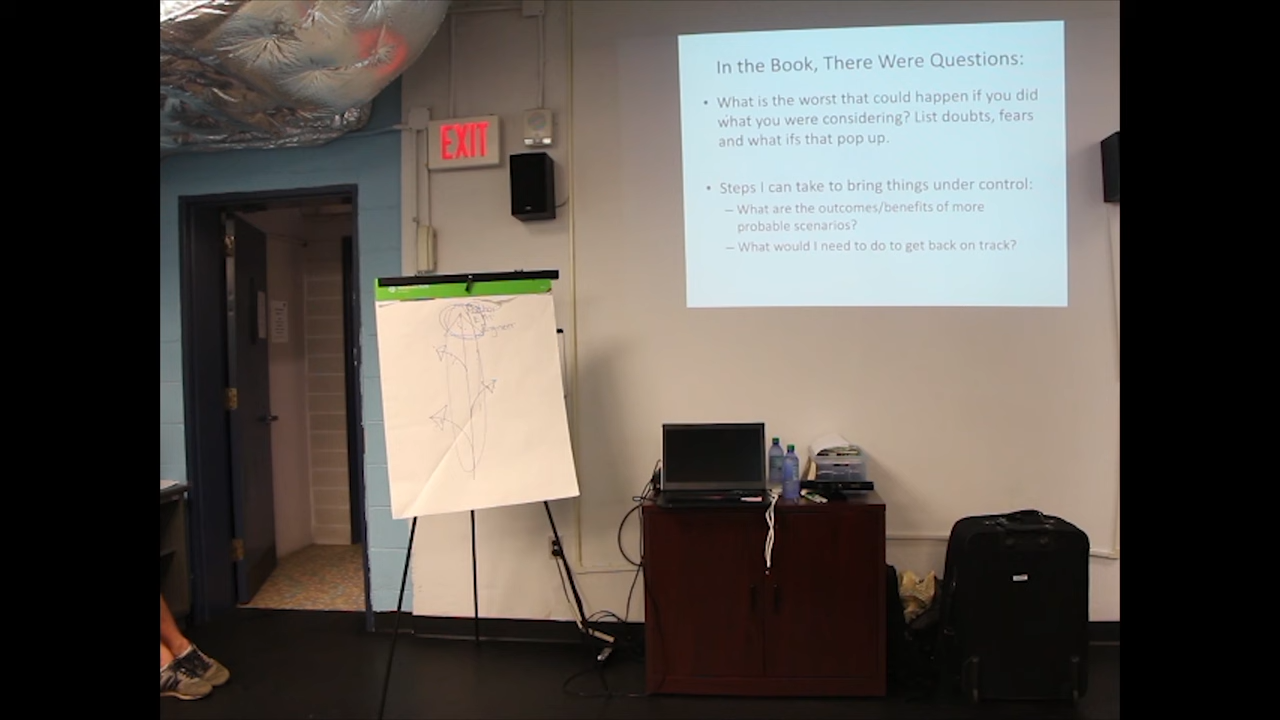 In the Book, There Were Questions:
• What is the worst that could happen if you did
what you were considering? List doubts, fears
and what ifs that pop up.
• Steps I can take to bring things under control:
– What are the outcomes/benefits of more
probable scenarios?
– What would I need to do to get back on track?
EXIT